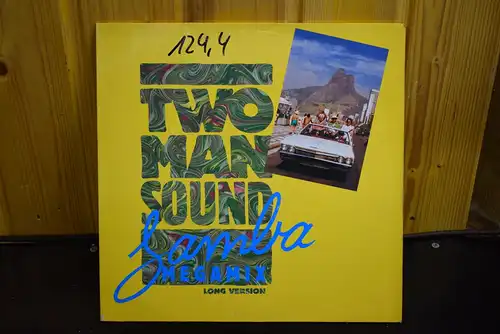 124,4
TWO
MAN
SOUND
Samba
MEGAMIX
LONG VERSION